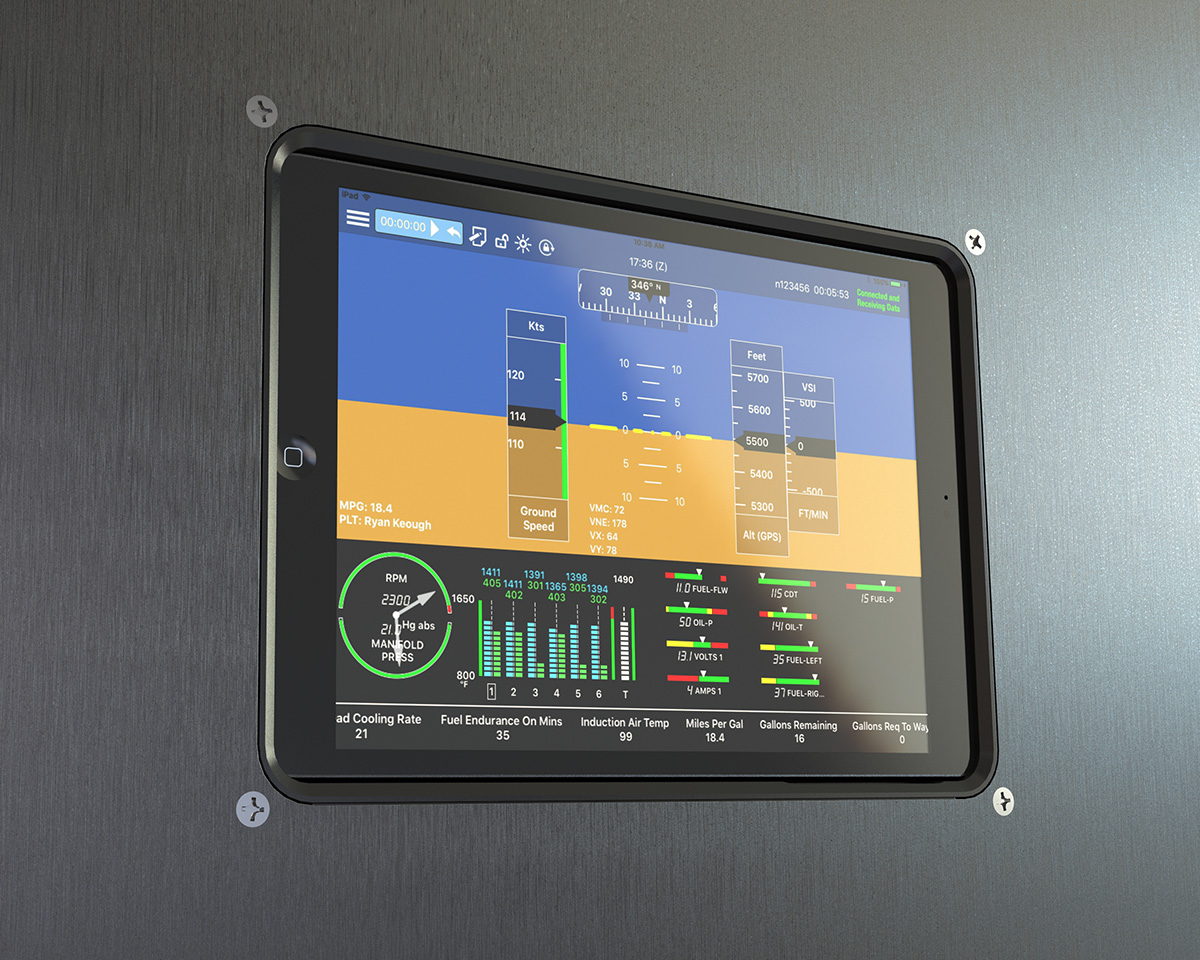 iPad
00:00:00
10:36 AM
17:36 (Z)
n123456 00:05:53
Connected and
Receiving Data
346° N
30 33 N 3 6
Kts
120
114
110
Ground
Speed
10 10
5 5
0 0
5 5
10 10
Feet
5700
5600
5500
5400
5300
Alt (GPS)
VSI
500
0
-500
FT/MIN
MPG: 18.4
PLT: Ryan Keough
VMC: 72
VNE: 178
VX: 64
VY: 78
RPM
2300
21.0 Hg abs
MANIFOLD
PRESS
1650
800
°F
1411 1411 1391 1365 1398 1394 1490
405 402 301 403 305 302
1 2 3 4 5 6 T
11.0 FUEL-FLW
115 CDT
15 FUEL-P
50 OIL-P
141 OIL-T
13.1 VOLTS 1
35 FUEL-LEFT
4 AMPS 1
37 FUEL-RIG...
ad Cooling Rate Fuel Endurance On Mins Induction Air Temp Miles Per Gal Gallons Remaining Gallons Req To Way
21 35 99 18.4 16 0